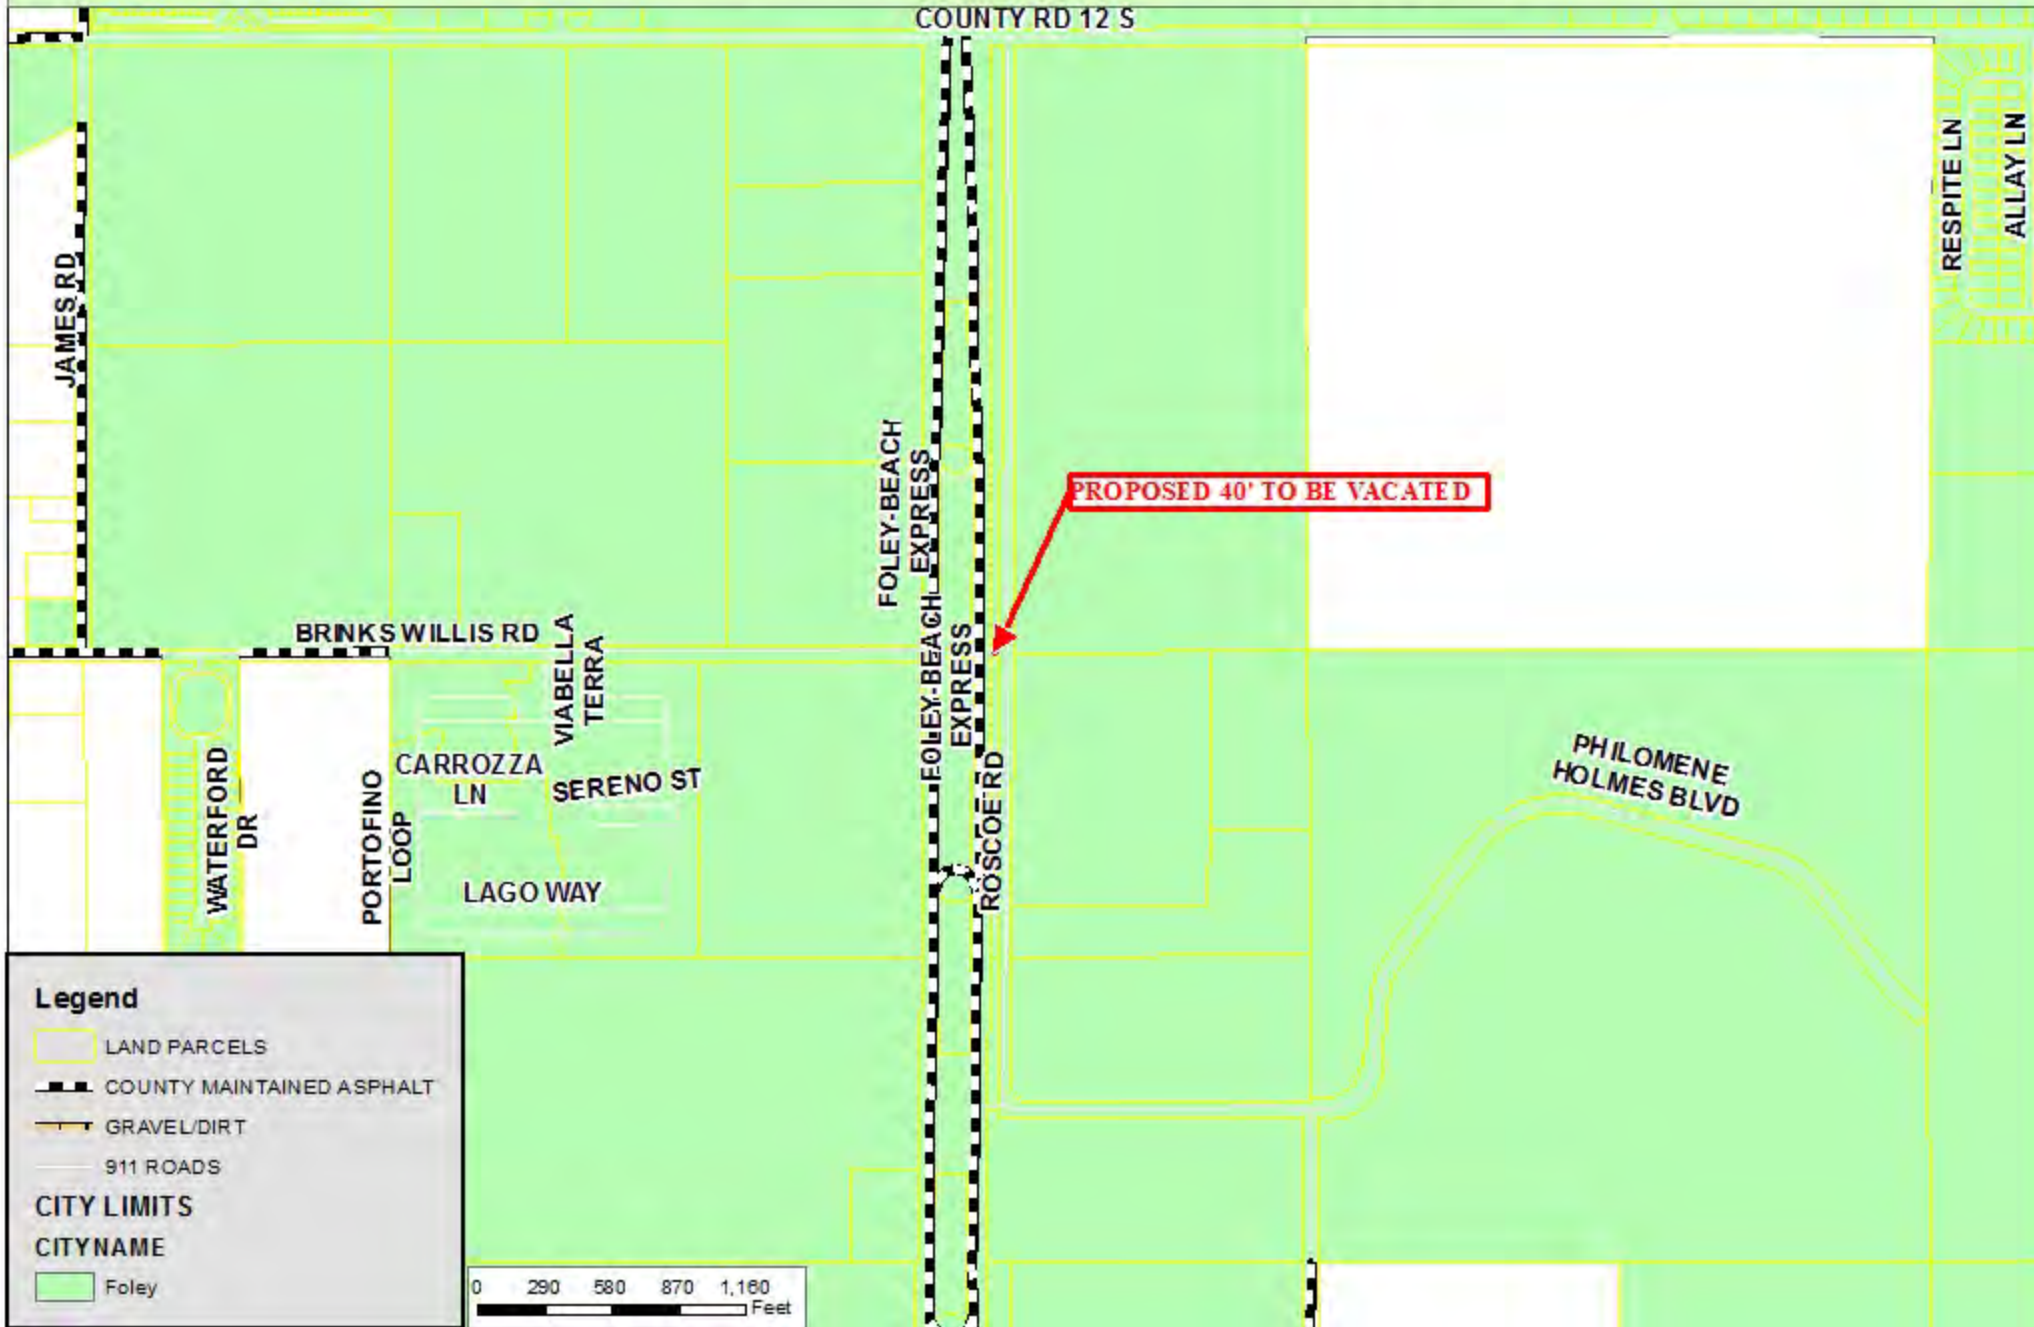 COUNTY RD 12 S
RESPITE LN
ALLAY LN
JAMES RD
FOLEY-BEACH
EXPRESS
PROPOSED 40' TO BE VACATED
BRINKS WILLIS RD
VIABELLA
TERRA
FOLEY-BEACH
EXPRESS
CARROZZA
LN
SERENO ST
WATERFORD
DR
PORTOFINO
LOOP
LAGO WAY
ROSCOE RD
PHILOMENE
HOLMES BLVD
Legend
LAND PARCELS
COUNTY MAINTAINED ASPHALT
GRAVEL/DIRT
911 ROADS
CITY LIMITS
CITYNAME
Foley
0 290 580 870 1,160
Feet